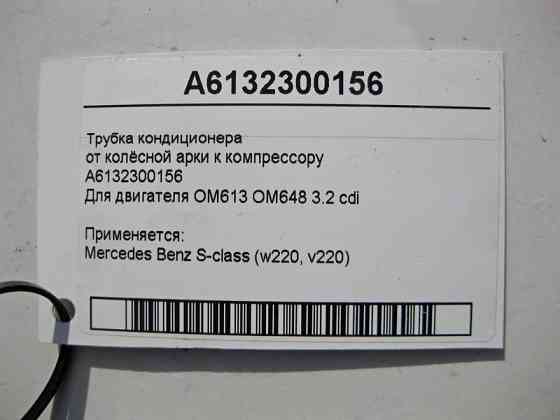 A6132300156
Трубка кондиционера
от колёсной арки к компрессору
A6132300156
Для двигателя OM613 OM648 3.2 cdi
Применяется:
Mercedes Benz S-class (w220, v220)